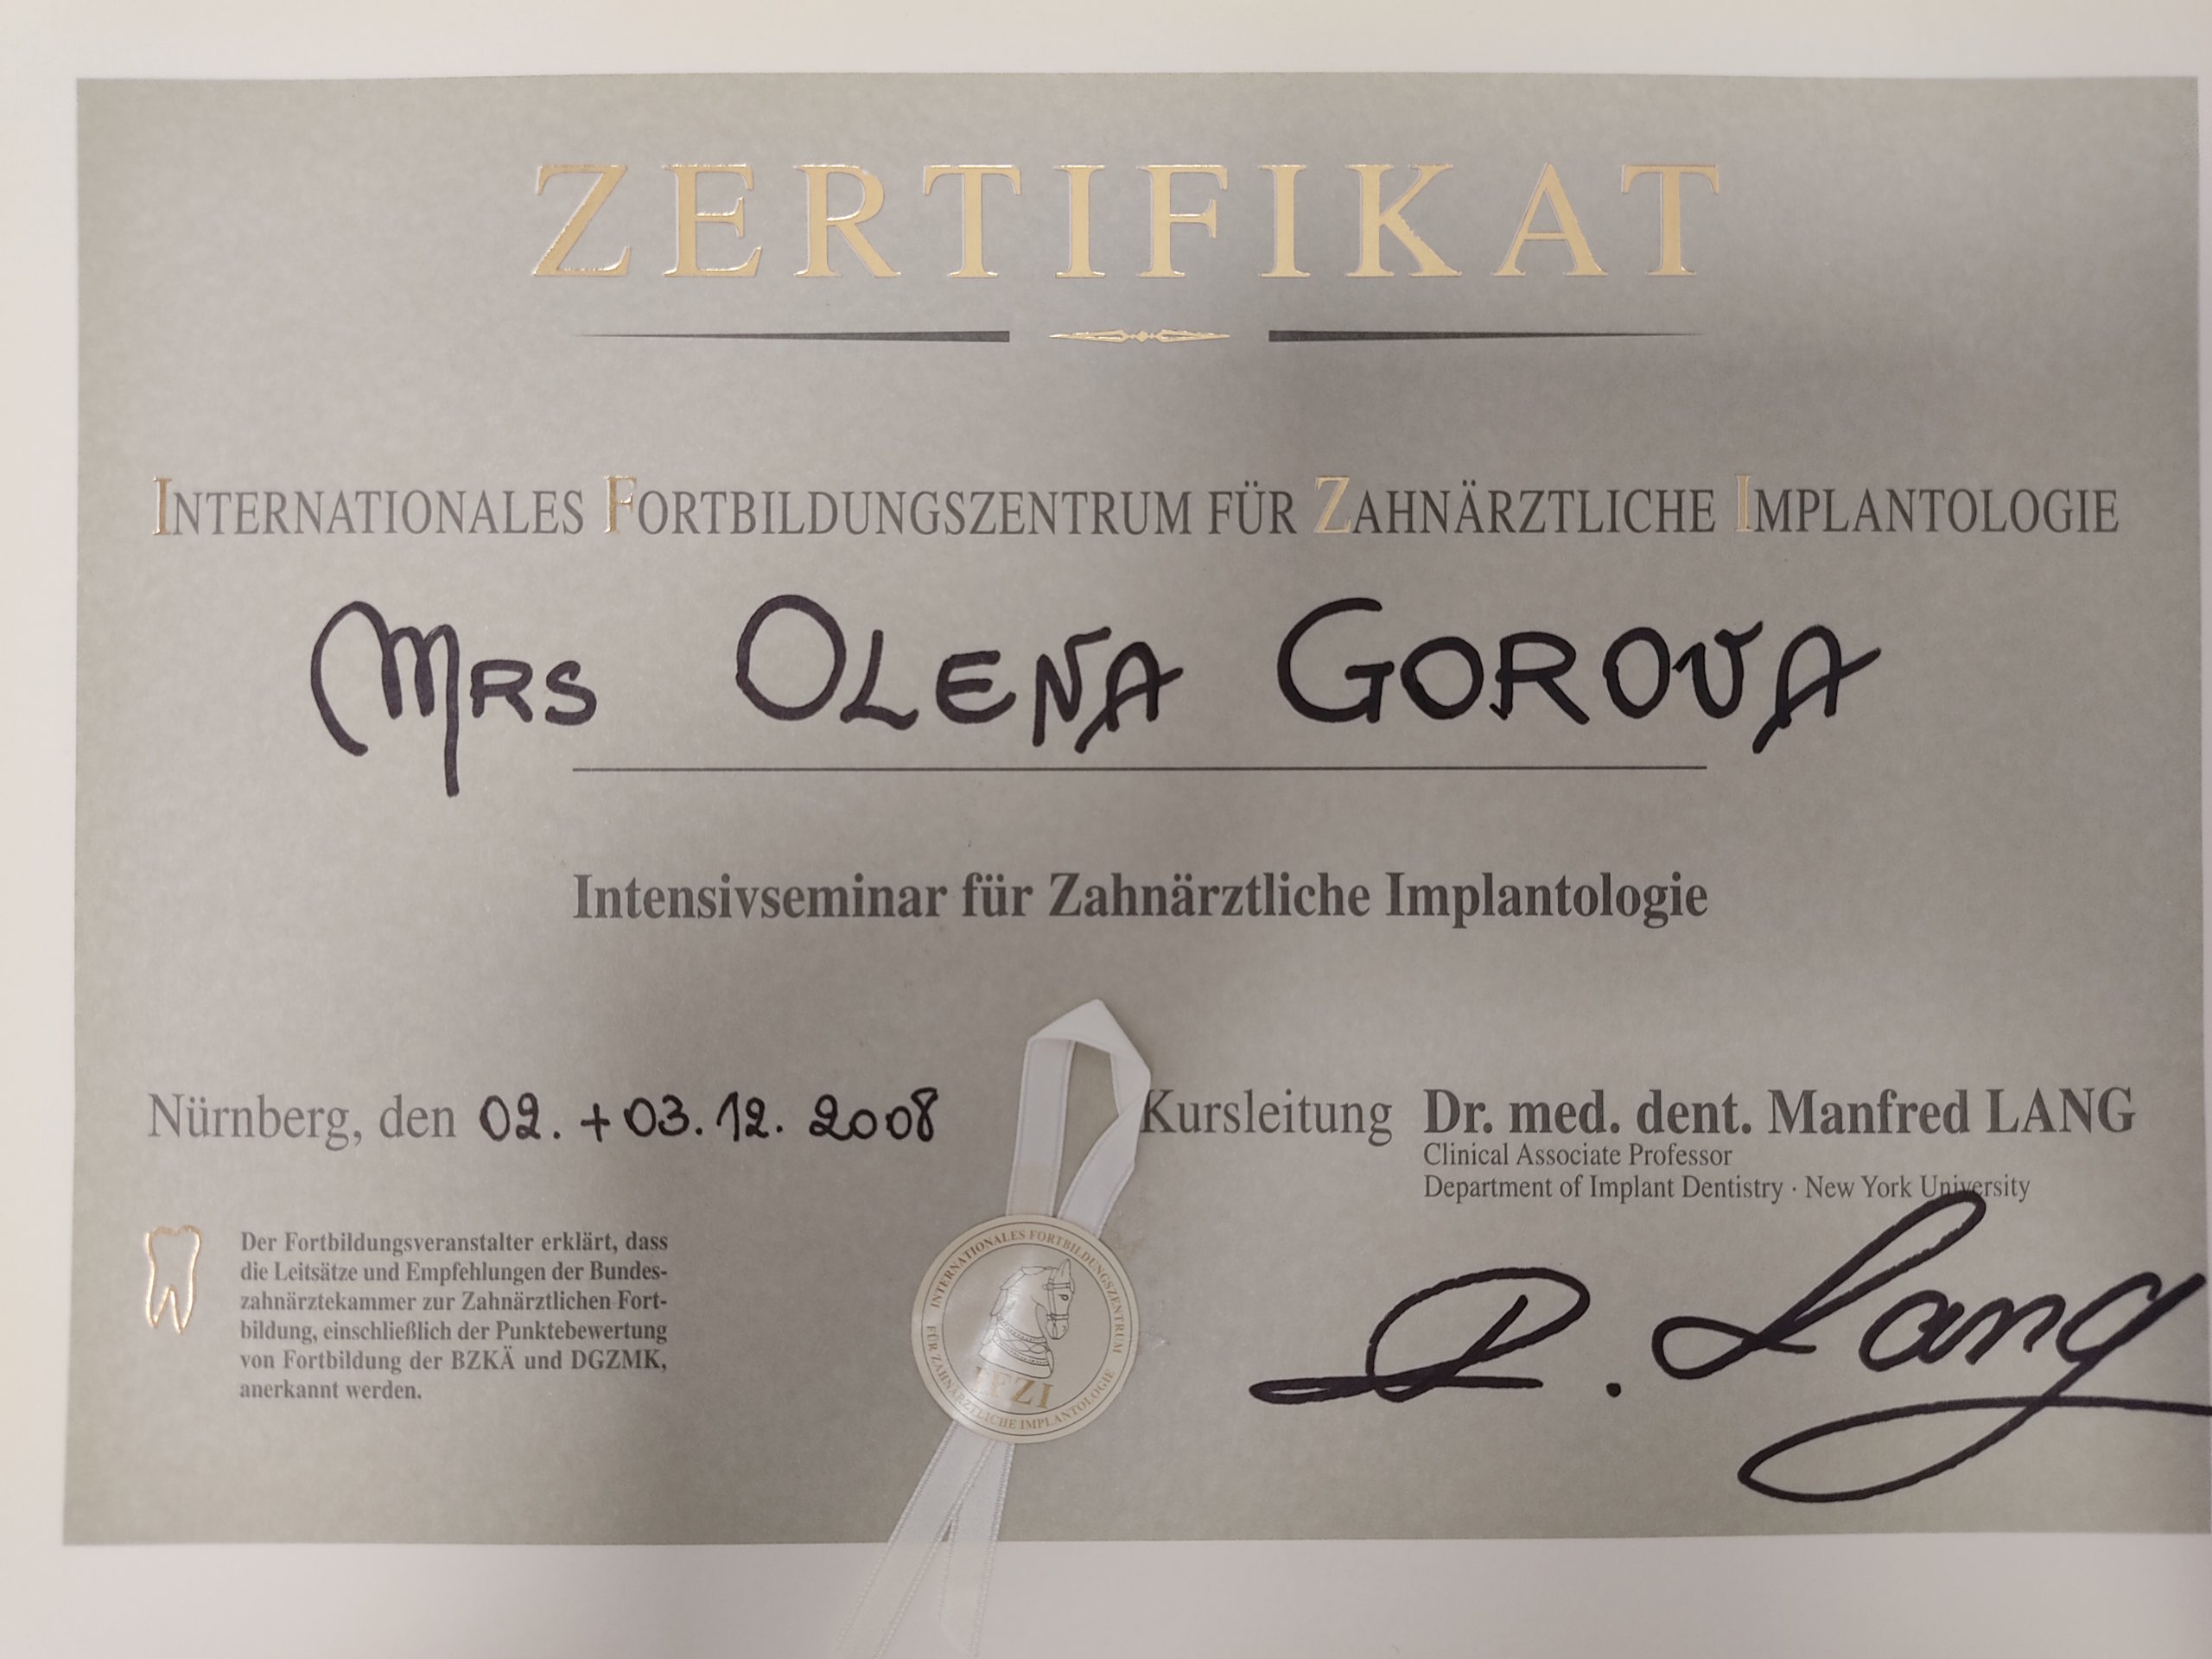 ZERTIFIKAT
INTERNATIONALES FORTBILDUNGSZENTRUM FÜR ZAHNÄRZTLICHE IMPLANTOLOGIE
MRS OLENA GOROVA
Intensivseminar für Zahnärztliche Implantologie
Nürnberg, den 02. + 03. 12. 2008
Kursleitung Dr. med. dent. Manfred LANG
Clinical Associate Professor
Department of Implant Dentistry · New York University
Der Fortbildungsveranstalter erklärt, dass
die Leitsätze und Empfehlungen der Bundes-
zahnärztekammer zur Zahnärztlichen Fort-
bildung, einschließlich der Punktebewertung
von Fortbildung der BZKÄ und DGZMK,
anerkannt werden.
INTERNATIONALES FORTBILDUNGSZENTRUM
FÜR ZAHNÄRZTLICHE IMPLANTOLOGIE
IFZI
Lang